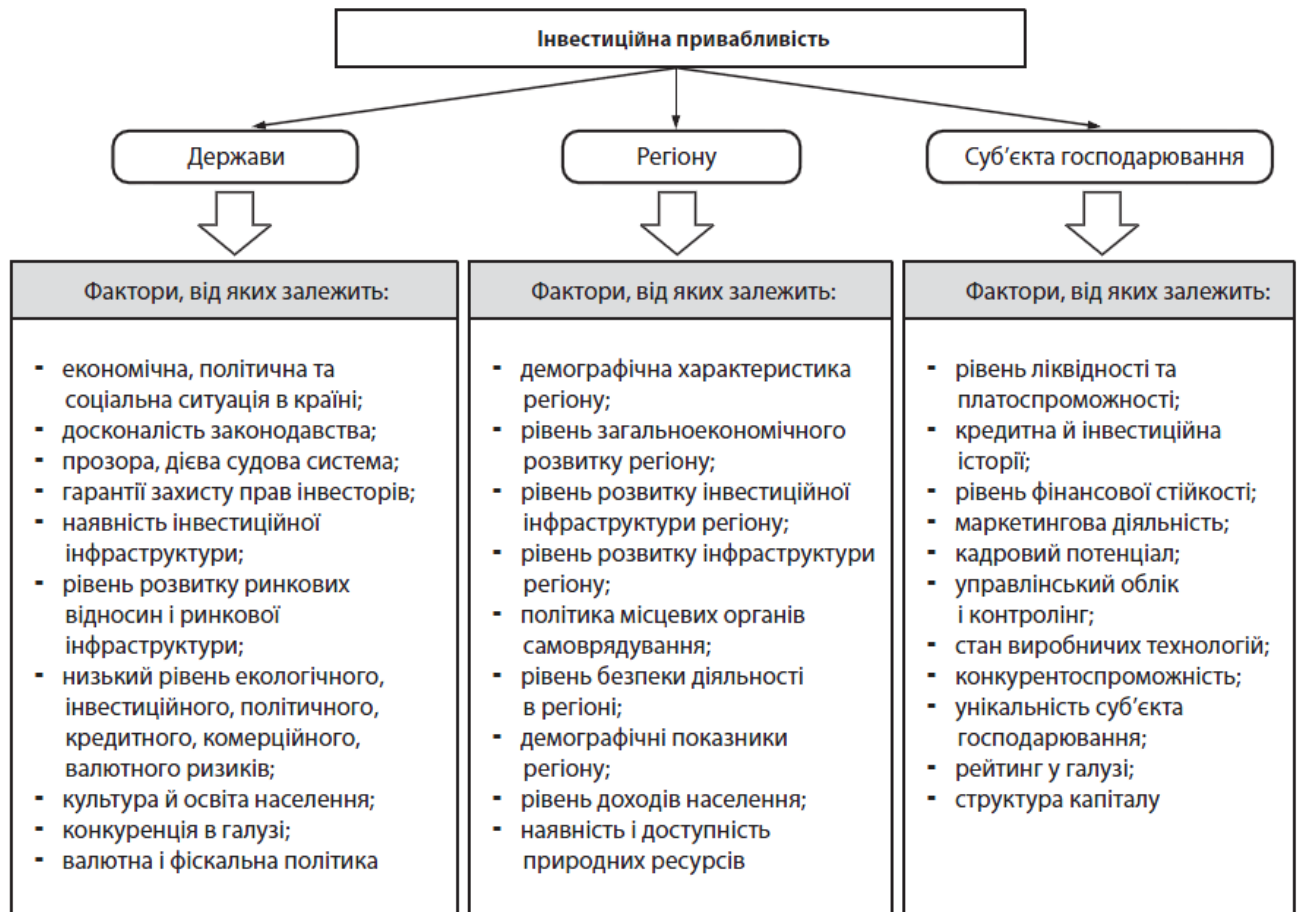 Інвестиційна привабливість
Держави
Регіону
Суб’єкта господарювання
Фактори, від яких залежить:
- економічна, політична та
соціальна ситуація в країні;
- досконалість законодавства;
- прозора, дієва судова система;
- гарантії захисту прав інвесторів;
- наявність інвестиційної
інфраструктури;
- рівень розвитку ринкових
відносин і ринкової
інфраструктури;
- низький рівень екологічного,
інвестиційного, політичного,
кредитного, комерційного,
валютного ризиків;
- культура й освіта населення;
- конкуренція в галузі;
- валютна і фіскальна політика
Фактори, від яких залежить:
- демографічна характеристика
регіону;
- рівень загальноекономічного
розвитку регіону;
- рівень розвитку інвестиційної
інфраструктури регіону;
- рівень розвитку інфраструктури
регіону;
- політика місцевих органів
самоврядування;
- рівень безпеки діяльності
в регіоні;
- демографічні показники
регіону;
- рівень доходів населення;
- наявність і доступність
природних ресурсів
Фактори, від яких залежить:
- рівень ліквідності та
платоспроможності;
- кредитна й інвестиційна
історії;
- рівень фінансової стійкості;
- маркетингова діяльність;
- кадровий потенціал;
- управлінський облік
і контролінг;
- стан виробничих технологій;
- конкурентоспроможність;
- унікальність суб’єкта
господарювання;
- рейтинг у галузі;
- структура капіталу